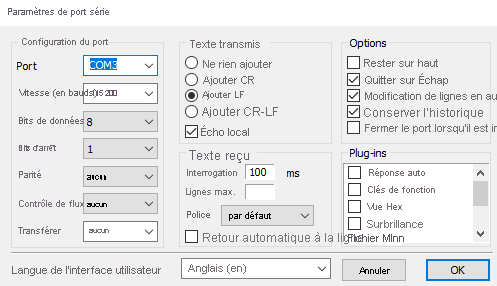 Paramètres de port série
Configuration du port
Port COM3
Vitesse (en bauds)
Bits de données 8
Bits d'arrêt 1
Parité aucun
Contrôle de flux aucun
Transférer aucun
Texte transmis
Ne rien ajouter
Ajouter CR
Ajouter LF
Ajouter CR-LF
Écho local
Texte reçu
Interrogation 100 ms
Lignes max.
Police par défaut
Retour automatique à la ligne
Options
Rester sur haut
Quitter sur Échap
Modification de lignes en au
Conserver l'historique
Fermer le port lorsqu'il est i
Plug-ins
Réponse auto
Clés de fonction
Vue Hex
Surbrillance
Fichier
Langue de l'interface utilisateur Anglais (en)
Annuler OK